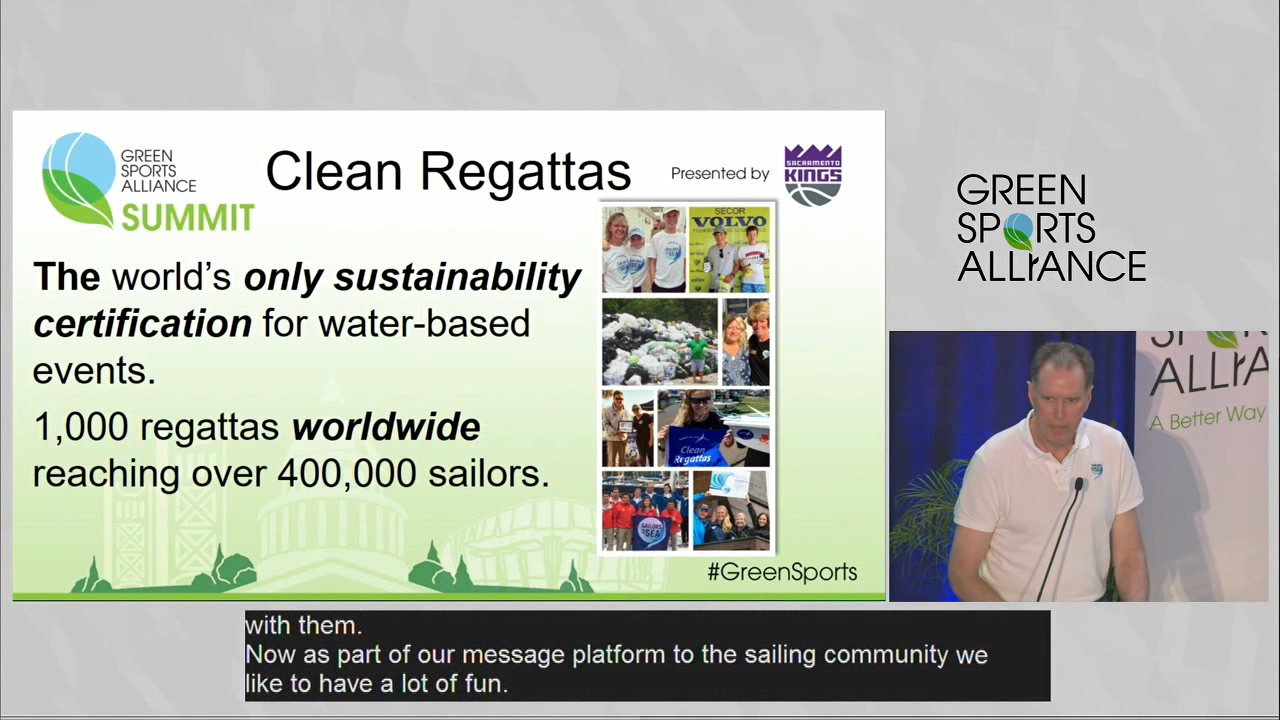 GREEN
SPORTS
ALLIANCE
SUMMIT
Clean Regattas
Presented by
SACRAMENTO
KINGS
The world's only sustainability
certification for water-based
events.
1,000 regattas worldwide
reaching over 400,000 sailors.
SECOR
VOLVO
Clean
Regattas
SAILORS
SEA
#GreenSports
GREEN
SPORTS
ALLIANCE
ALLIA
A Better Way
with them.
Now as part of our message platform to the sailing community we
like to have a lot of fun.